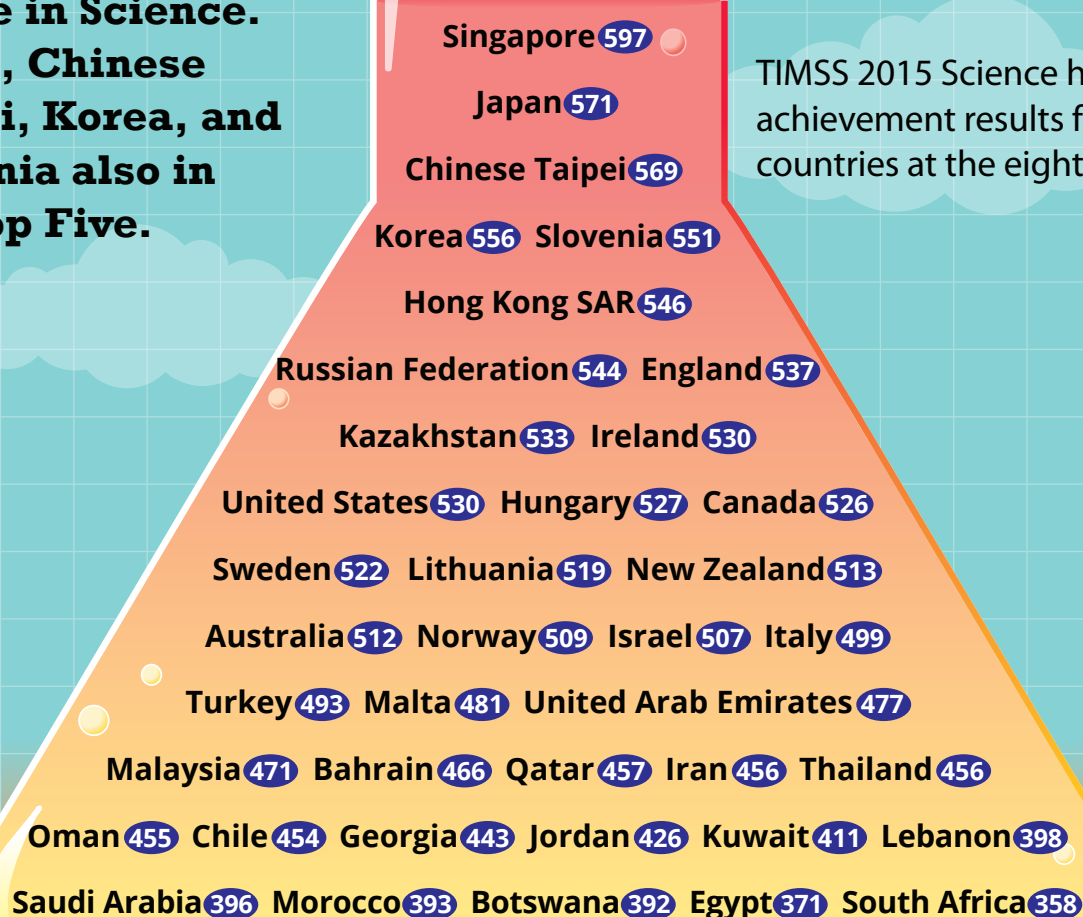 e in Science.
, Chinese
i, Korea, and
nia also in
op Five.
TIMSS 2015 Science h
achievement results f
countries at the eight
Singapore 597
Japan 571
Chinese Taipei 569
Korea 556 Slovenia 551
Hong Kong SAR 546
Russian Federation 544 England 537
Kazakhstan 533 Ireland 530
United States 530 Hungary 527 Canada 526
Sweden 522 Lithuania 519 New Zealand 513
Australia 512 Norway 509 Israel 507 Italy 499
Turkey 493 Malta 481 United Arab Emirates 477
Malaysia 471 Bahrain 466 Qatar 457 Iran 456 Thailand 456
Oman 455 Chile 454 Georgia 443 Jordan 426 Kuwait 411 Lebanon 398
Saudi Arabia 396 Morocco 393 Botswana 392 Egypt 371 South Africa 358